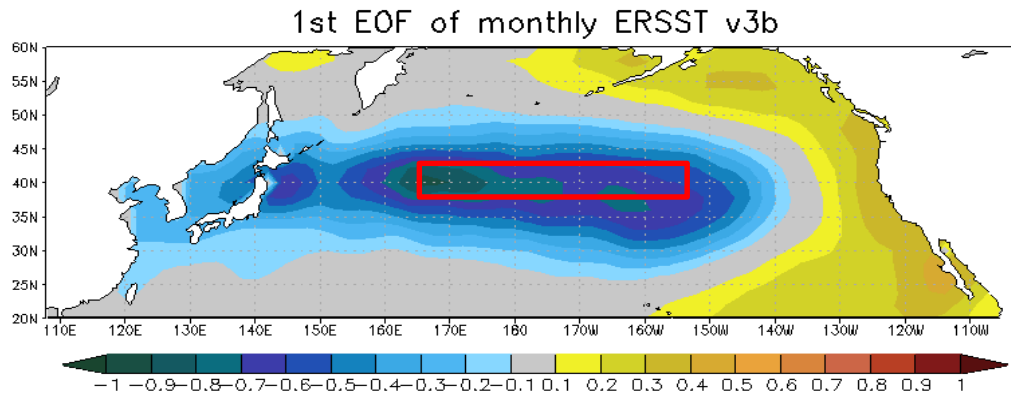 1st EOF of monthly ERSST v3b
60N
55N
50N
45N
40N
35N
30N
25N
20N
110E 120E 130E 140E 150E 160E 170E 180 170W 160W 150W 140W 130W 120W 110W
-1 -0.9 -0.8 -0.7 -0.6 -0.5 -0.4 -0.3 -0.2 -0.1 0.1 0.2 0.3 0.4 0.5 0.6 0.7 0.8 0.9 1